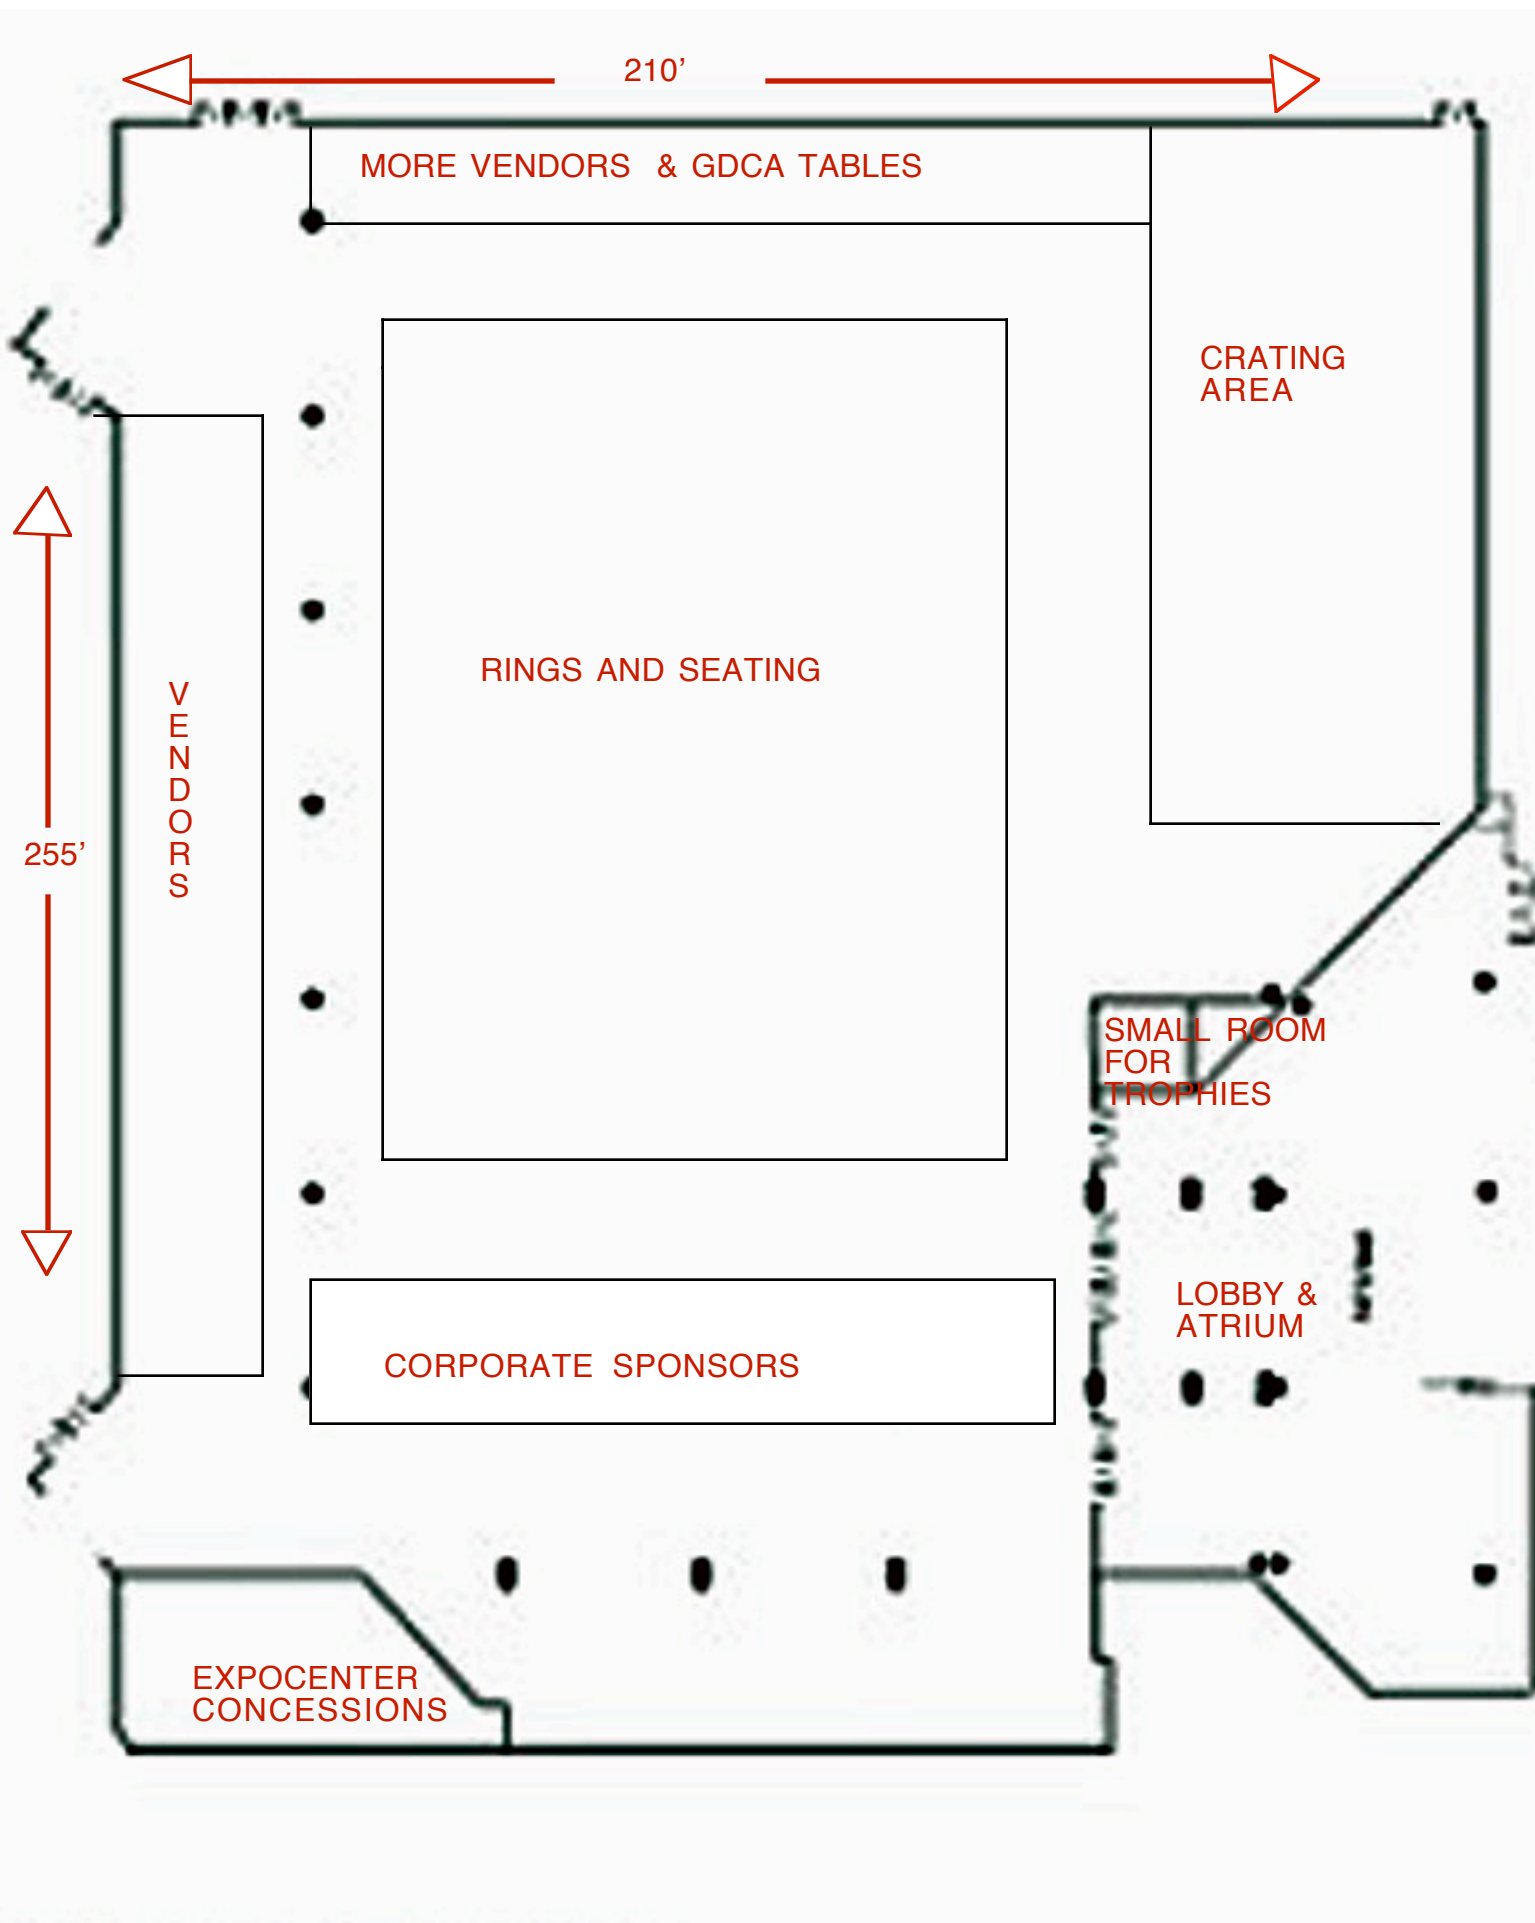 210’
MORE VENDORS & GDCA TABLES
CRATING
AREA
RINGS AND SEATING
V
E
N
D
O
R
S
255’
SMALL ROOM
FOR
TROPHIES
LOBBY &
ATRIUM
CORPORATE SPONSORS
EXPOCENTER
CONCESSIONS